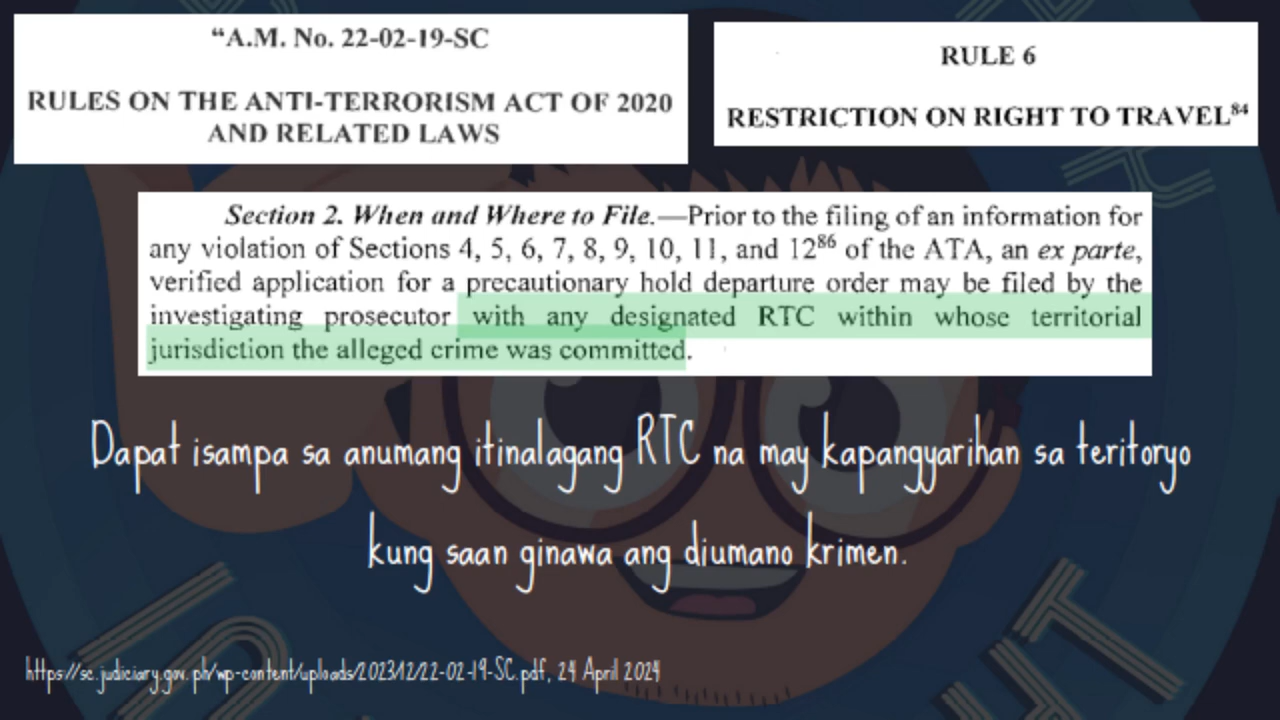 “A.M. No. 22-02-19-SC
RULES ON THE ANTI-TERRORISM ACT OF 2020
AND RELATED LAWS
RULE 6
RESTRICTION ON RIGHT TO TRAVEL84
Section 2. When and Where to File.—Prior to the filing of an information for
any violation of Sections 4, 5, 6, 7, 8, 9, 10, 11, and 1286 of the ATA, an ex parte,
verified application for a precautionary hold departure order may be filed by the
investigating prosecutor with any designated RTC within whose territorial
jurisdiction the alleged crime was committed.
Dapat isampa sa anumang itinalagang RTC na may kapangyarihan sa teritoryo
kung saan ginawa ang diumano krimen.
https://sc.judiciary.gov.ph/wp-content/uploads/2023/12/22-02-19-SC.pdf, 24 April 2024